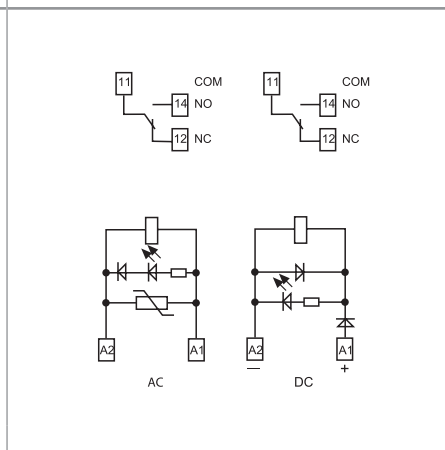 11 COM 11 COM
14 NO 14 NO
12 NC 12 NC
A2 A1 A2 A1
— +
AC DC